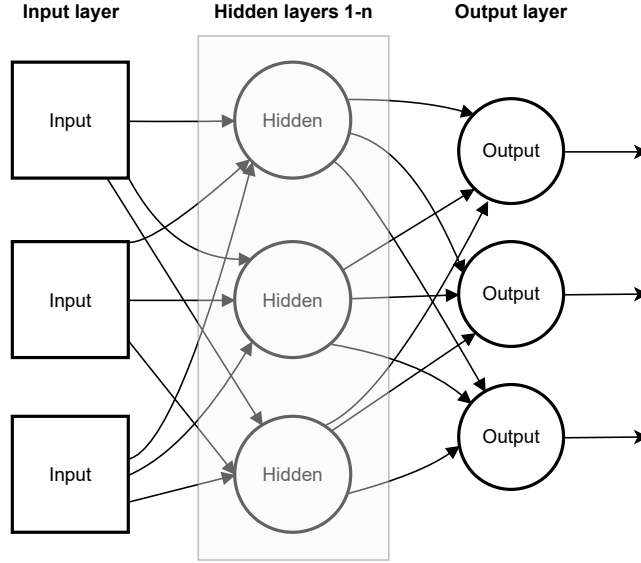 Input layer
Hidden layers 1-n
Output layer
Input
Hidden
Output
Input
Hidden
Output
Input
Hidden
Output